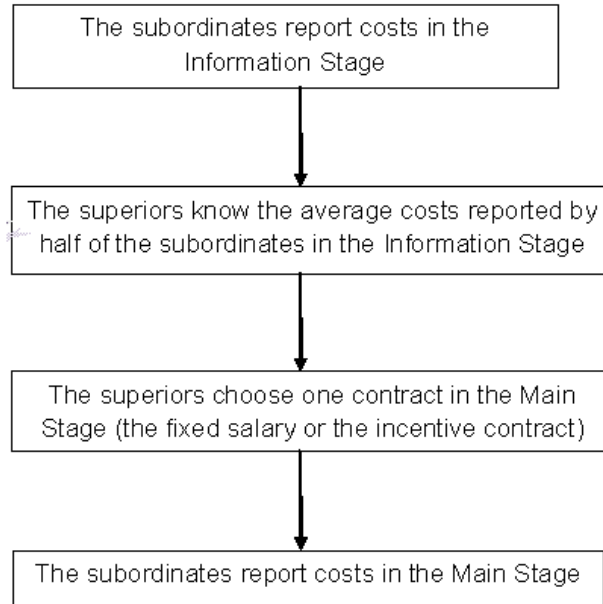 The subordinates report costs in the
Information Stage
The superiors know the average costs reported by
half of the subordinates in the Information Stage
The superiors choose one contract in the Main
Stage (the fixed salary or the incentive contract)
The subordinates report costs in the Main Stage